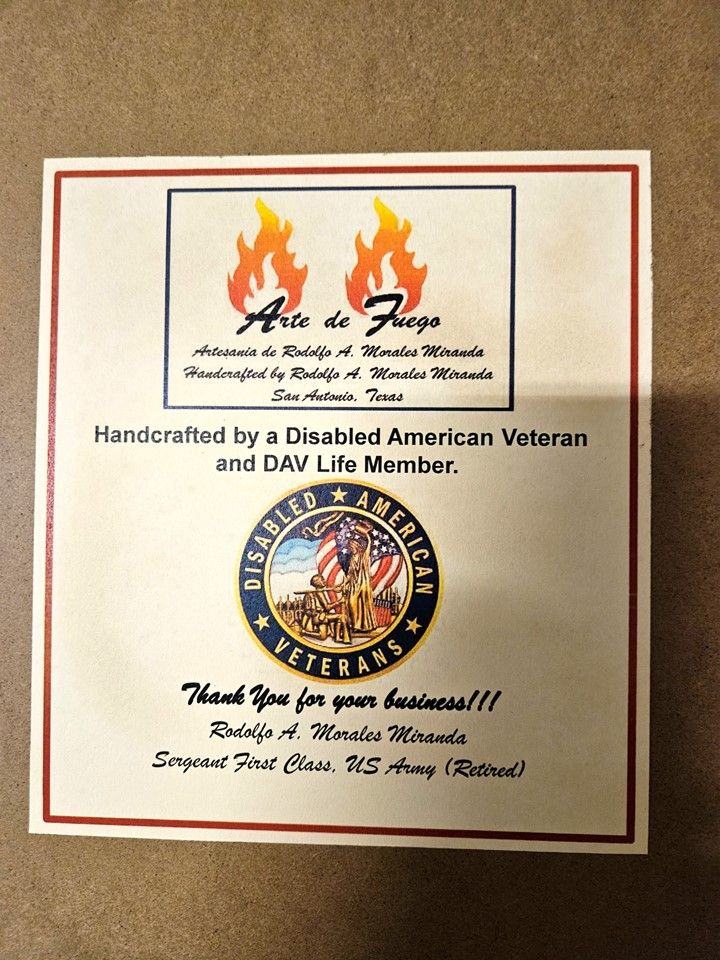 Arte de Fuego
Artesania de Rodolfo A. Morales Miranda
Handcrafted by Rodolfo A. Morales Miranda
San Antonio, Texas
Handcrafted by a Disabled American Veteran
and DAV Life Member.
DISABLED ★ AMERICAN
★ VETERANS ★
Thank You for your business!!!
Rodolfo A. Morales Miranda
Sergeant First Class, US Army (Retired)